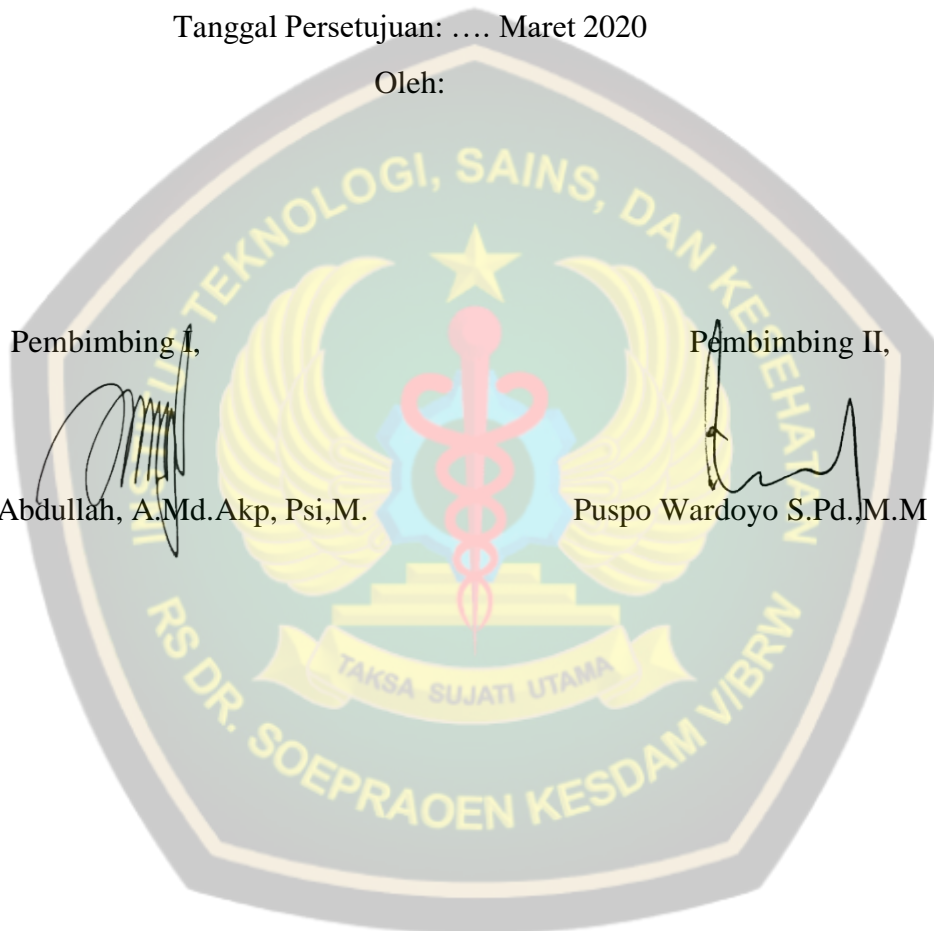 Tanggal Persetujuan: …. Maret 2020
Oleh:
INSTITUT TEKNOLOGI, SAINS, DAN KESEHATAN
Pembimbing I,
Pembimbing II,
Abdullah, A.Md.Akp, Psi,M.
Puspo Wardoyo S.Pd.,M.M
TAKSA SUJATI UTAMA
RS DR. SOEPRAOEN KESDAM V/BRW